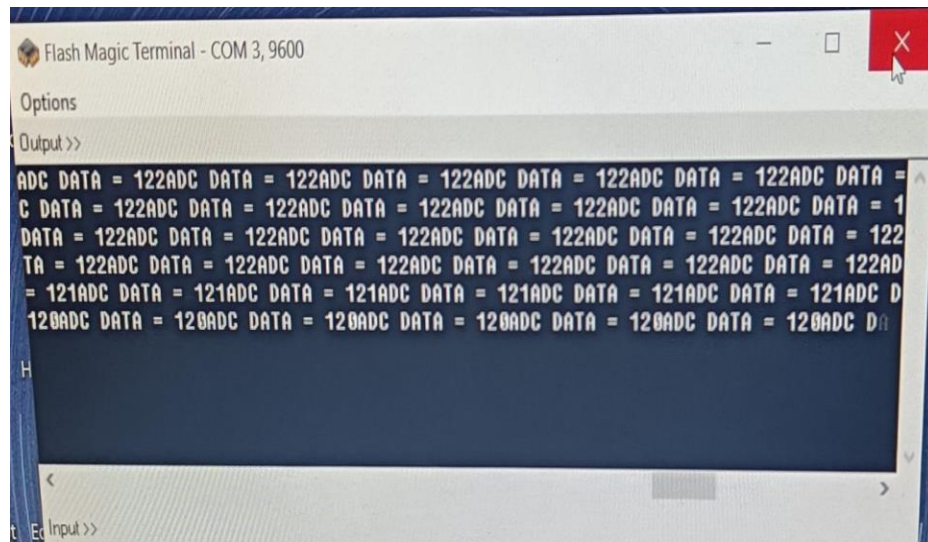 Flash Magic Terminal - COM 3, 9600
Options
Output >>
ADC DATA = 122ADC DATA = 122ADC DATA = 122ADC DATA = 122ADC DATA = 122ADC DATA =
C DATA = 122ADC DATA = 122ADC DATA = 122ADC DATA = 122ADC DATA = 122ADC DATA = 1
DATA = 122ADC DATA = 122ADC DATA = 122ADC DATA = 122ADC DATA = 122ADC DATA = 122
TA = 122ADC DATA = 122ADC DATA = 122ADC DATA = 122ADC DATA = 122ADC DATA = 122AD
= 121ADC DATA = 121ADC DATA = 121ADC DATA = 121ADC DATA = 121ADC DATA = 121ADC D
120ADC DATA = 120ADC DATA = 120ADC DATA = 120ADC DATA = 120ADC DATA = 120ADC DA
H
Input >>